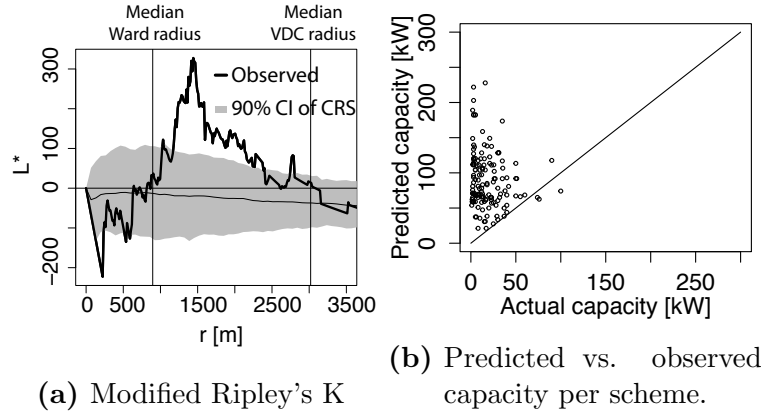 Median
Ward radius
Median
VDC radius
Observed
90% CI of CRS
L*
300
100
0
−200
0
500
1500
2500
3500
r [m]
(a) Modified Ripley's K
Predicted capacity [kW]
300
200
100
0
0
50
150
250
Actual capacity [kW]
(b) Predicted vs. observed
capacity per scheme.